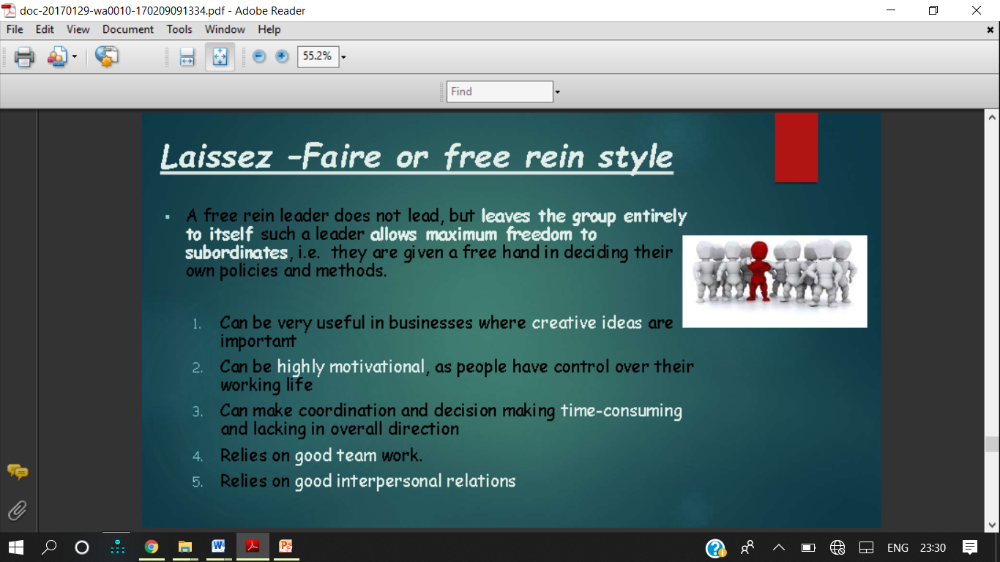 doc-20170129-wa0010-170209091334.pdf - Adobe Reader
File Edit View Document Tools Window Help
55.2%
Find
Laissez -Faire or free rein style
▪ A free rein leader does not lead, but leaves the group entirely
to itself such a leader allows maximum freedom to
subordinates, i.e. they are given a free hand in deciding their
own policies and methods.
1. Can be very useful in businesses where creative ideas are
important
2. Can be highly motivational, as people have control over their
working life
3. Can make coordination and decision making time-consuming
and lacking in overall direction
4. Relies on good team work.
5. Relies on good interpersonal relations
ENG 23:30